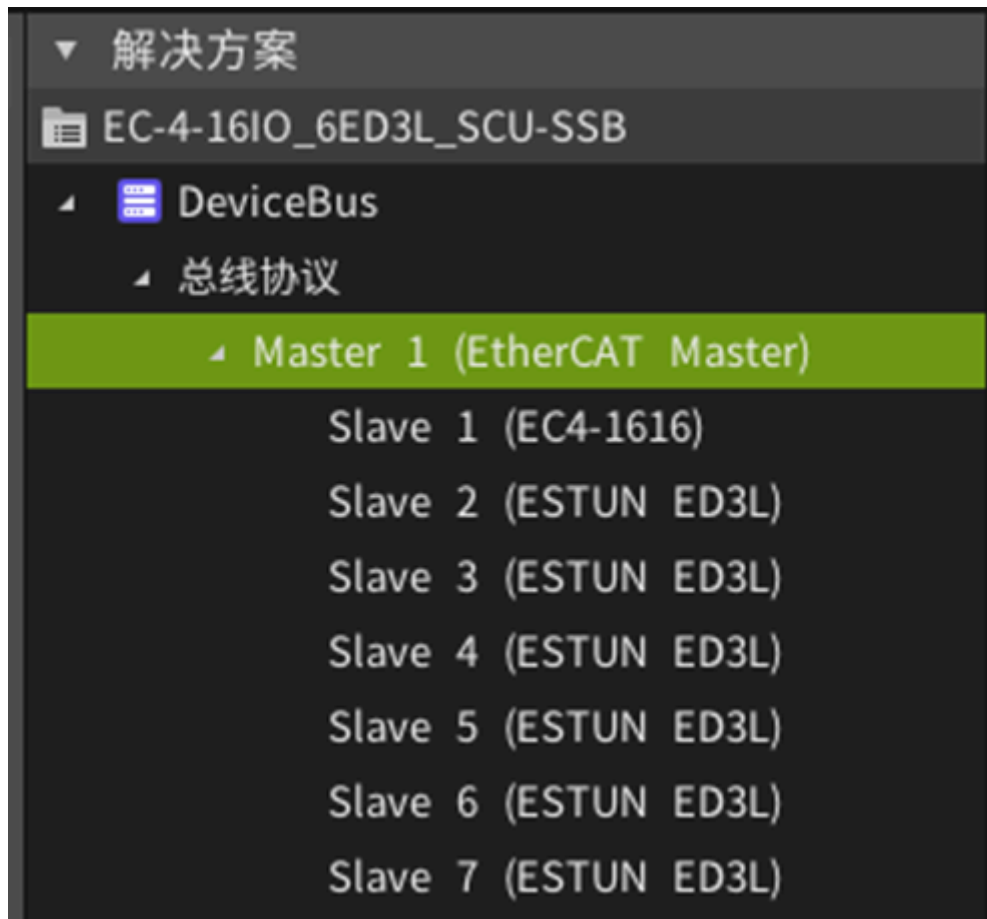 解决方案
EC-4-16IO_6ED3L_SCU-SSB
DeviceBus
总线协议
Master 1 (EtherCAT Master)
Slave 1 (EC4-1616)
Slave 2 (ESTUN ED3L)
Slave 3 (ESTUN ED3L)
Slave 4 (ESTUN ED3L)
Slave 5 (ESTUN ED3L)
Slave 6 (ESTUN ED3L)
Slave 7 (ESTUN ED3L)